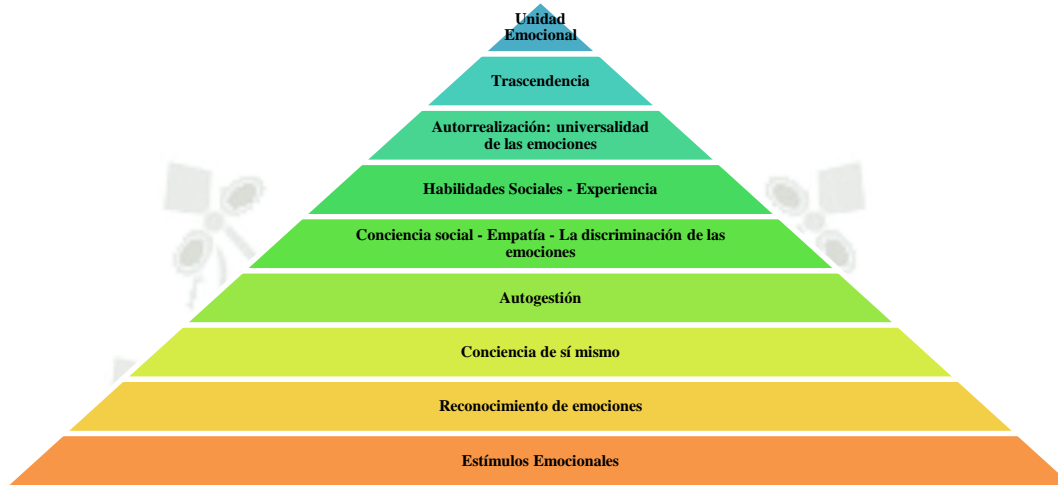 Unidad
Emocional
Trascendencia
Autorrealización: universalidad
de las emociones
Habilidades Sociales - Experiencia
Conciencia social - Empatía - La discriminación de las
emociones
Autogestión
Conciencia de sí mismo
Reconocimiento de emociones
Estímulos Emocionales